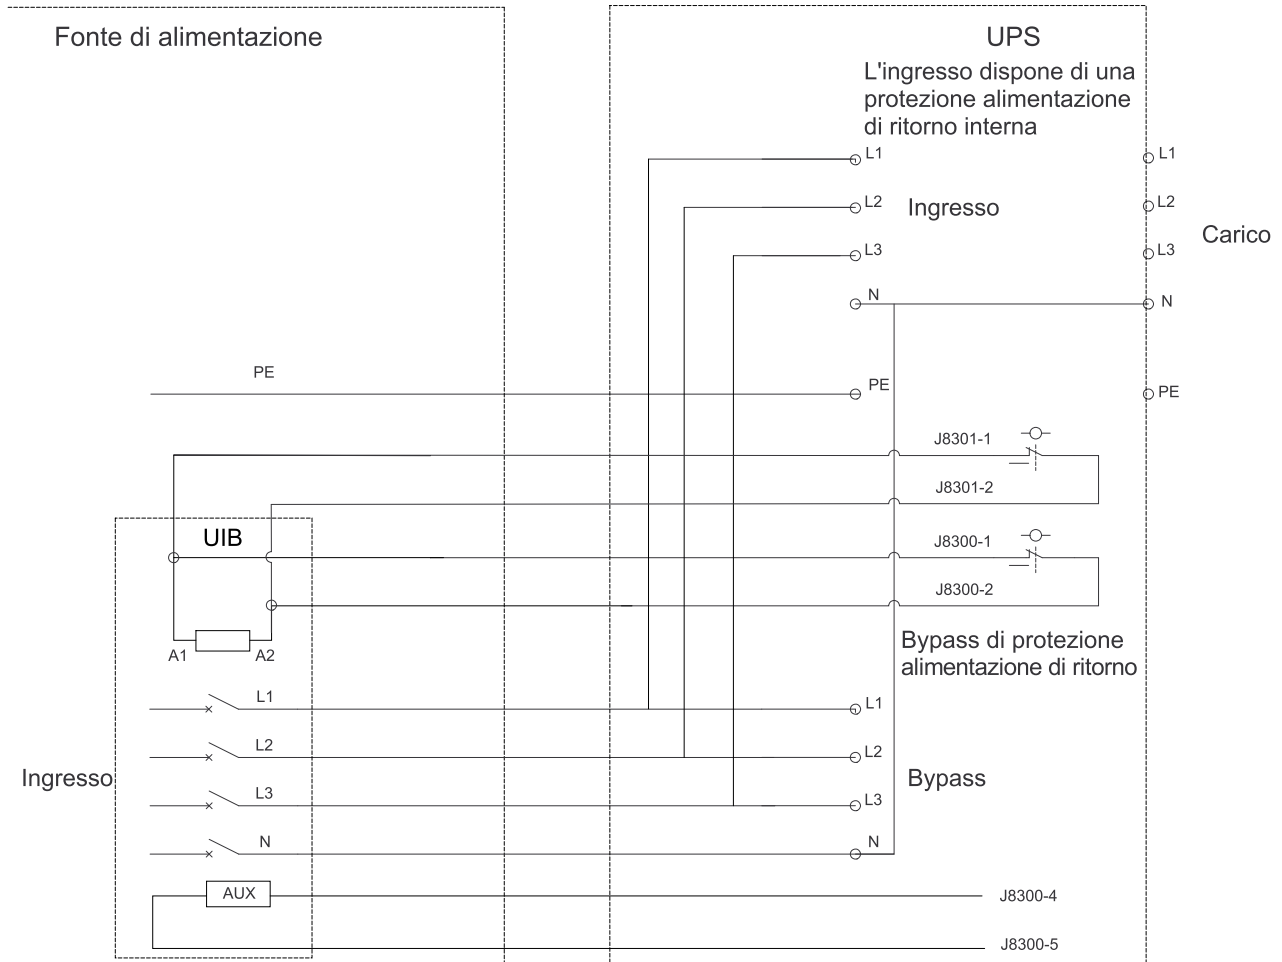 Fonte di alimentazione
UPS
L'ingresso dispone di una
protezione alimentazione
di ritorno interna
L1
L1
L2
Ingresso
L2
Carico
L3
L3
N
N
PE
PE
PE
J8301-1
J8301-2
UIB
J8300-1
J8300-2
A1
A2
Bypass di protezione
alimentazione di ritorno
L1
L1
L2
L2
Ingresso
Bypass
L3
L3
N
N
AUX
J8300-4
J8300-5